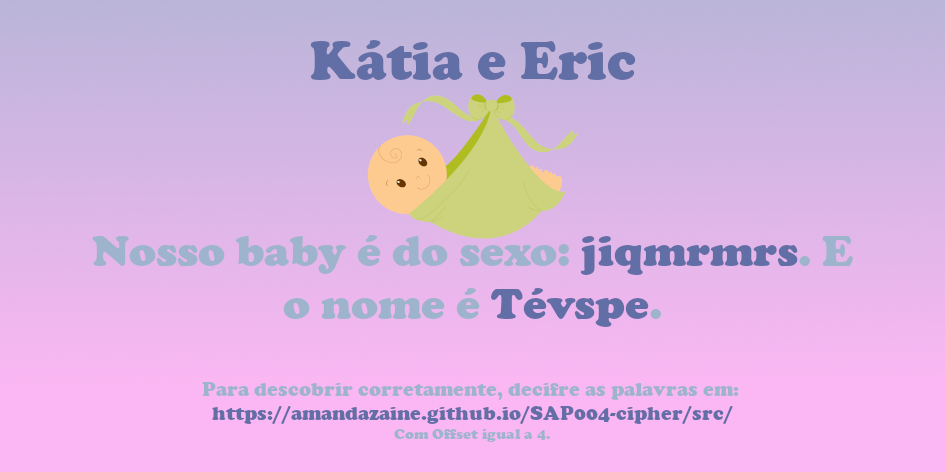 Kátia e Eric
Nosso baby é do sexo: jiqmrmrs. E
o nome é Tévspe.
Para descobrir corretamente, decifre as palavras em:
https://amandazaine.github.io/SAP004-cipher/src/
Com Offset igual a 4.